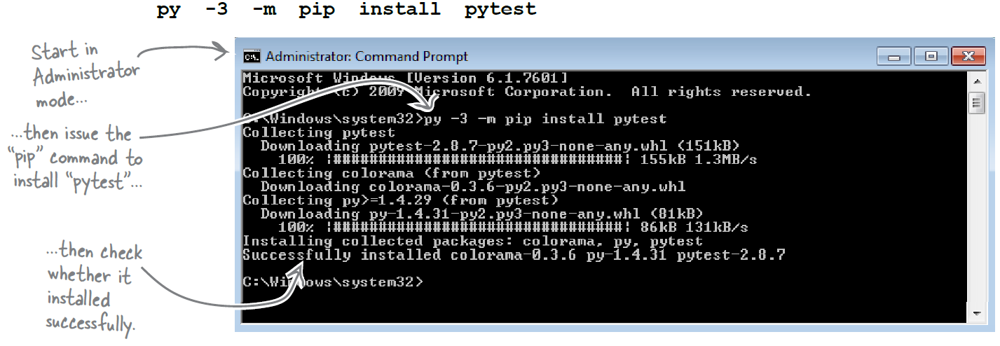 py -3 -m pip install pytest
Start in
Administrator
mode...
...then issue the
"pip" command to
install "pytest"...
...then check
whether it
installed
successfully.
Administrator: Command Prompt
Microsoft Windows [Version 6.1.7601]
Copyright (c) 2009 Microsoft Corporation.  All rights reserved.
C:\Windows\system32>py -3 -m pip install pytest
Collecting pytest
  Downloading pytest-2.8.7-py2.py3-none-any.whl (151kB)
    100% |################################| 155kB 1.3MB/s
Collecting colorama (from pytest)
  Downloading colorama-0.3.6-py2.py3-none-any.whl
Collecting py>=1.4.29 (from pytest)
  Downloading py-1.4.31-py2.py3-none-any.whl (81kB)
    100% |################################| 86kB 131kB/s
Installing collected packages: colorama, py, pytest
Successfully installed colorama-0.3.6 py-1.4.31 pytest-2.8.7
C:\Windows\system32>